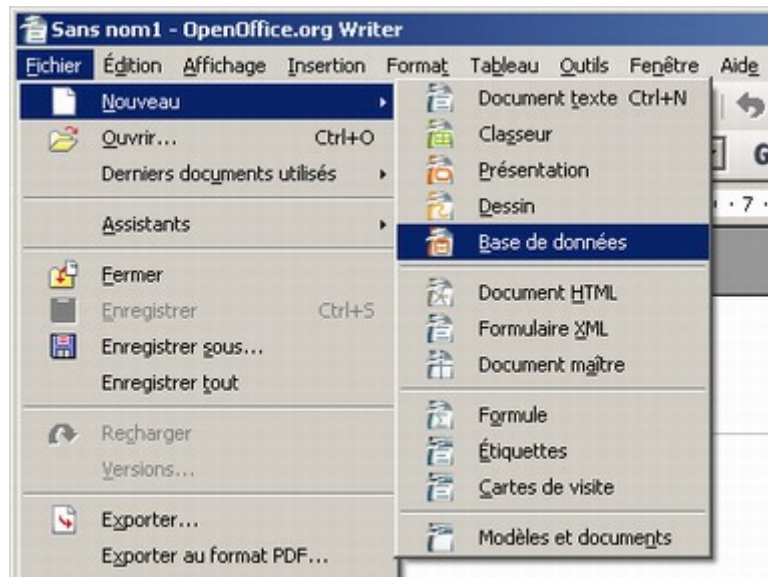 Sans nom1 - OpenOffice.org Writer
Fichier Édition Affichage Insertion Format Tableau Outils Fenêtre Aide
Nouveau
Ouvrir... Ctrl+O
Derniers documents utilisés
Assistants
Fermer
Enregistrer Ctrl+S
Enregistrer sous...
Enregistrer tout
Recharger
Versions...
Exporter...
Exporter au format PDF...
Document texte Ctrl+N
Classeur
Présentation
Dessin
Base de données
Document HTML
Formulaire XML
Document maître
Formule
Étiquettes
Cartes de visite
Modèles et documents
G
· 7 ·